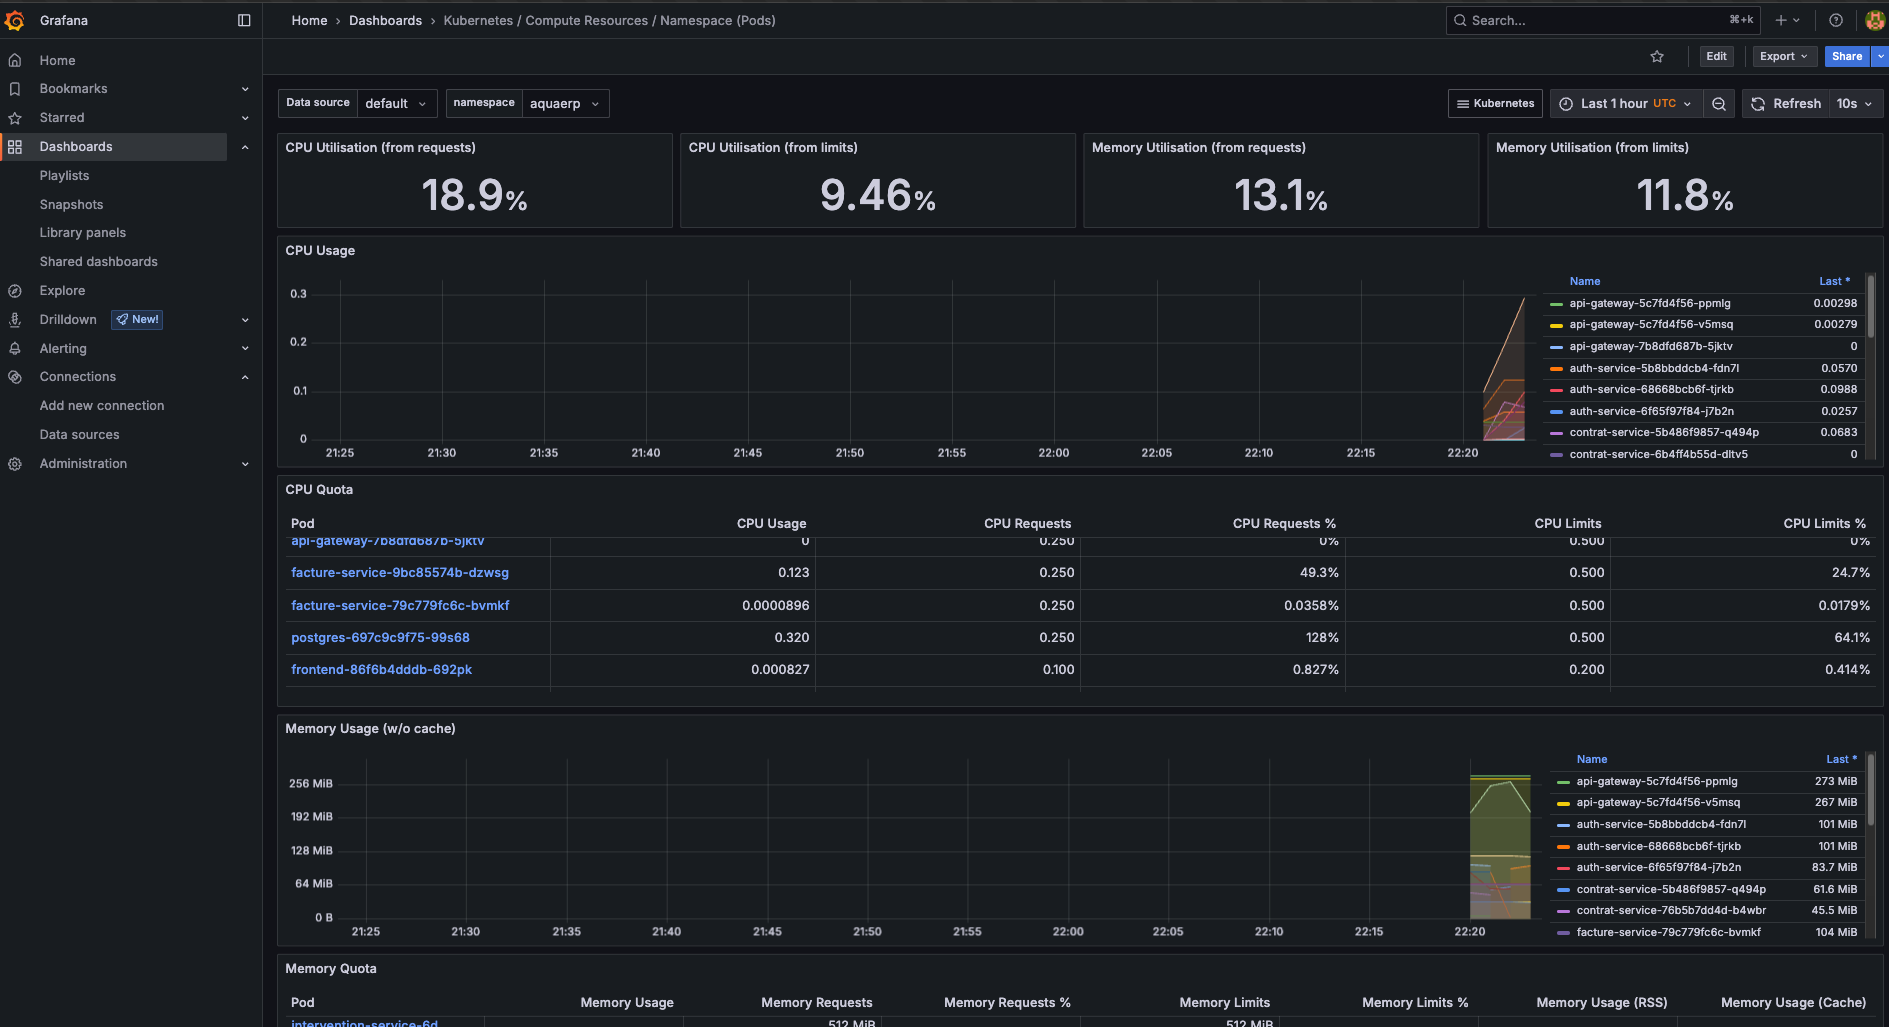 Grafana
Home › Dashboards › Kubernetes / Compute Resources / Namespace (Pods)
Search...
⌘+k
Edit
Export
Share
Home
Bookmarks
Starred
Dashboards
Playlists
Snapshots
Library panels
Shared dashboards
Explore
Drilldown
New!
Alerting
Connections
Add new connection
Data sources
Administration
Data source default
namespace aquaerp
Kubernetes
Last 1 hour UTC
Refresh 10s
CPU Utilisation (from requests)
18.9%
CPU Utilisation (from limits)
9.46%
Memory Utilisation (from requests)
13.1%
Memory Utilisation (from limits)
11.8%
CPU Usage
0.3
0.2
0.1
0
21:25 21:30 21:35 21:40 21:45 21:50 21:55 22:00 22:05 22:10 22:15 22:20
Name Last *
api-gateway-5c7fd4f56-ppmlg 0.00298
api-gateway-5c7fd4f56-v5msq 0.00279
api-gateway-7b8dfd687b-5jktv 0
auth-service-5b8bbddcb4-fdn7l 0.0570
auth-service-68668bcb6f-tjrkb 0.0988
auth-service-6f65f97f84-j7b2n 0.0257
contrat-service-5b486f9857-q494p 0.0683
contrat-service-6b4ff4b55d-dltv5 0
CPU Quota
Pod CPU Usage CPU Requests CPU Requests % CPU Limits CPU Limits %
api-gateway-7b8dfd687b-5jktv 0 0.250 0% 0.500 0%
facture-service-9bc85574b-dzwsg 0.123 0.250 49.3% 0.500 24.7%
facture-service-79c779fc6c-bvmkf 0.0000896 0.250 0.0358% 0.500 0.0179%
postgres-697c9c9f75-99s68 0.320 0.250 128% 0.500 64.1%
frontend-86f6b4dddb-692pk 0.000827 0.100 0.827% 0.200 0.414%
Memory Usage (w/o cache)
256 MiB
192 MiB
128 MiB
64 MiB
0 B
21:25 21:30 21:35 21:40 21:45 21:50 21:55 22:00 22:05 22:10 22:15 22:20
Name Last *
api-gateway-5c7fd4f56-ppmlg 273 MiB
api-gateway-5c7fd4f56-v5msq 267 MiB
auth-service-5b8bbddcb4-fdn7l 101 MiB
auth-service-68668bcb6f-tjrkb 101 MiB
auth-service-6f65f97f84-j7b2n 83.7 MiB
contrat-service-5b486f9857-q494p 61.6 MiB
contrat-service-76b5b7dd4d-b4wbr 45.5 MiB
facture-service-79c779fc6c-bvmkf 104 MiB
Memory Quota
Pod Memory Usage Memory Requests Memory Requests % Memory Limits Memory Limits % Memory Usage (RSS) Memory Usage (Cache)
intervention-service-6d 512 MiB 512 MiB